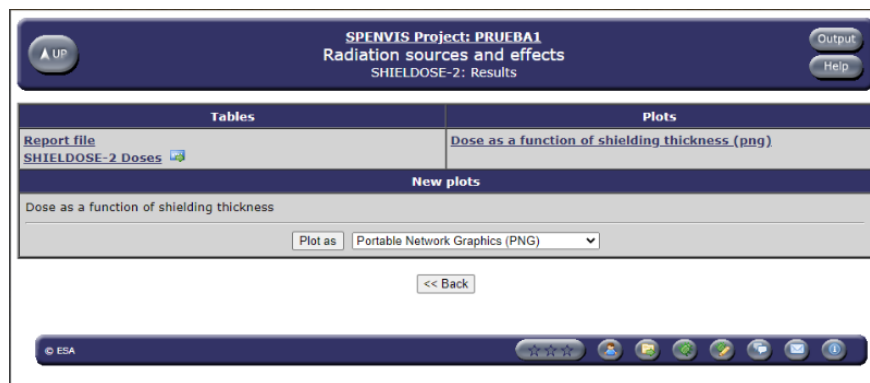 SPENVIS Project: PRUEBA1
UP
Radiation sources and effects
SHIELDOSE-2: Results
Output
Help
Tables
Plots
Report file
SHIELDOSE-2 Doses
Dose as a function of shielding thickness (png)
New plots
Dose as a function of shielding thickness
Plot as
Portable Network Graphics (PNG)
<< Back
© ESA